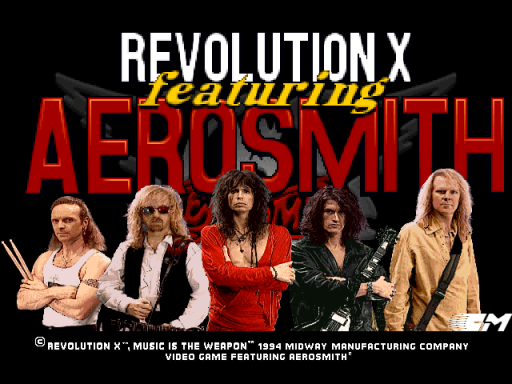 REVOLUTION X
featuring
AEROSMITH
© REVOLUTION X™, MUSIC IS THE WEAPON™ 1994 MIDWAY MANUFACTURING COMPANY
VIDEO GAME FEATURING AEROSMITH®